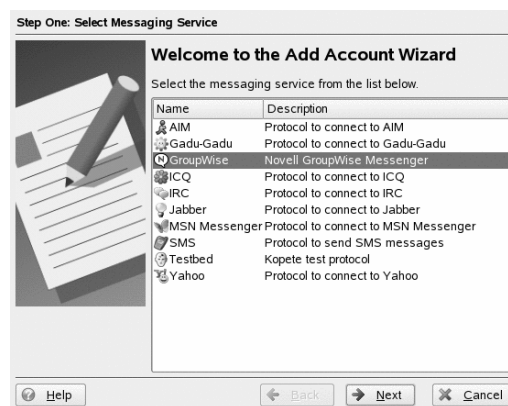 Step One: Select Messaging Service
Welcome to the Add Account Wizard
Select the messaging service from the list below.
Name Description
AIM Protocol to connect to AIM
Gadu-Gadu Protocol to connect to Gadu-Gadu
GroupWise Novell GroupWise Messenger
ICQ Protocol to connect to ICQ
IRC Protocol to connect to IRC
Jabber Protocol to connect to Jabber
MSN Messenger Protocol to connect to MSN Messenger
SMS Protocol to send SMS messages
Testbed Kopete test protocol
Yahoo Protocol to connect to Yahoo
Help Back Next Cancel